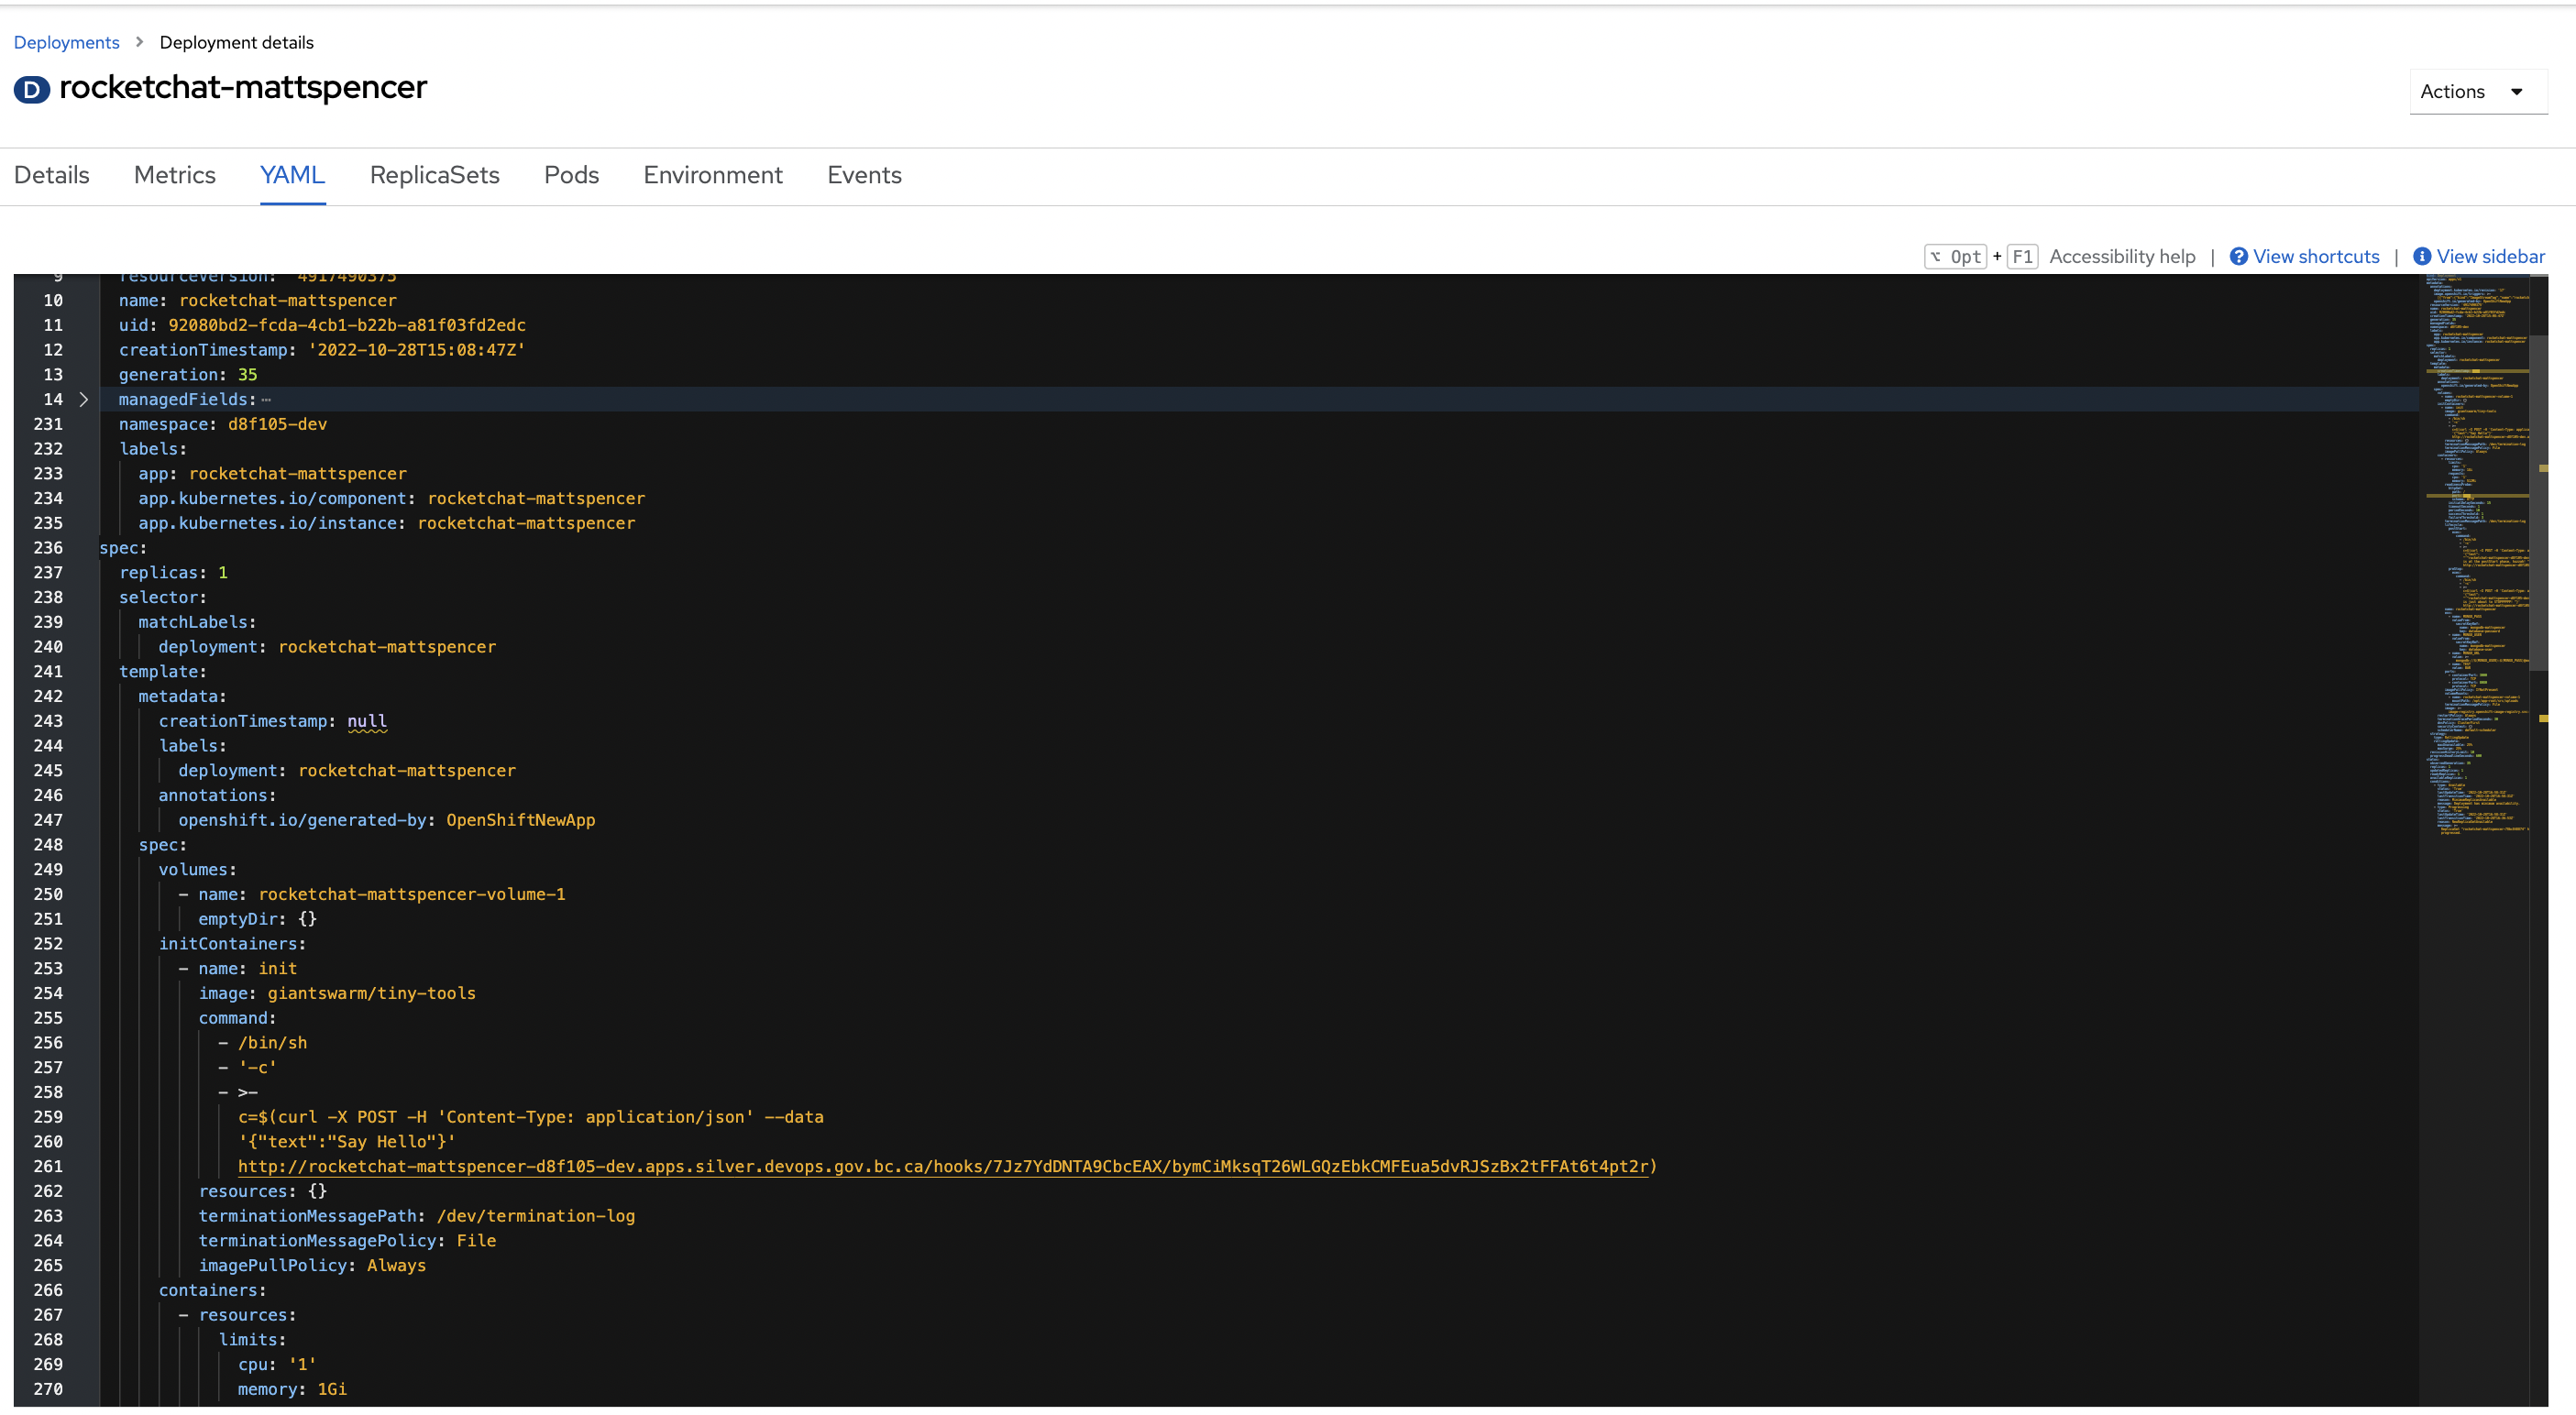 Deployments > Deployment details
D rocketchat-mattspencer
Actions
Details Metrics YAML ReplicaSets Pods Environment Events
⌥ Opt + F1 Accessibility help | View shortcuts | View sidebar
9 resourceVersion: '4917490375'
10 name: rocketchat-mattspencer
11 uid: 92080bd2-fcda-4cb1-b22b-a81f03fd2edc
12 creationTimestamp: '2022-10-28T15:08:47Z'
13 generation: 35
14 managedFields: ⋯
231 namespace: d8f105-dev
232 labels:
233 app: rocketchat-mattspencer
234 app.kubernetes.io/component: rocketchat-mattspencer
235 app.kubernetes.io/instance: rocketchat-mattspencer
236 spec:
237 replicas: 1
238 selector:
239 matchLabels:
240 deployment: rocketchat-mattspencer
241 template:
242 metadata:
243 creationTimestamp: null
244 labels:
245 deployment: rocketchat-mattspencer
246 annotations:
247 openshift.io/generated-by: OpenShiftNewApp
248 spec:
249 volumes:
250 - name: rocketchat-mattspencer-volume-1
251 emptyDir: {}
252 initContainers:
253 - name: init
254 image: giantswarm/tiny-tools
255 command:
256 - /bin/sh
257 - '-c'
258 - >-
259 c=$(curl -X POST -H 'Content-Type: application/json' --data
260 '{"text":"Say Hello"}'
261 http://rocketchat-mattspencer-d8f105-dev.apps.silver.devops.gov.bc.ca/hooks/7Jz7YdDNTA9CbcEAX/bymCiMksqT26WLGQzEbkCMFEua5dvRJSzBx2tFFAt6t4pt2r)
262 resources: {}
263 terminationMessagePath: /dev/termination-log
264 terminationMessagePolicy: File
265 imagePullPolicy: Always
266 containers:
267 - resources:
268 limits:
269 cpu: '1'
270 memory: 1Gi